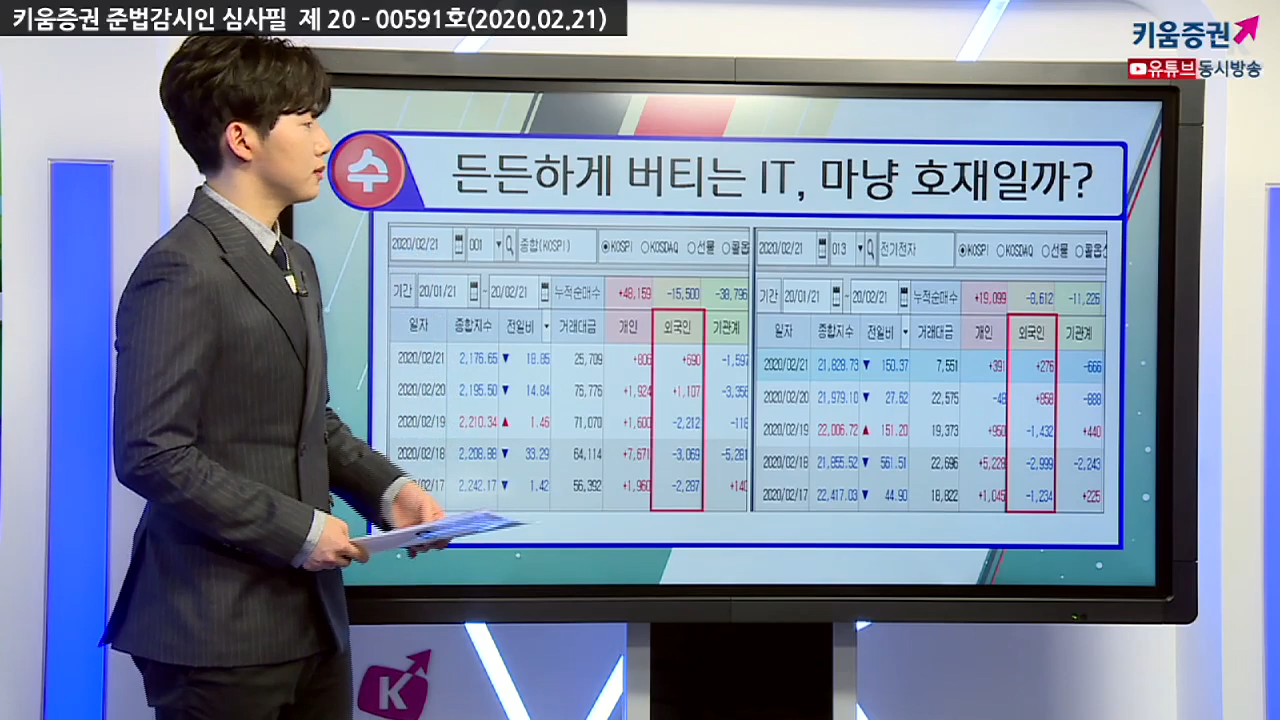 키움증권 준법감시인 심사필 제 20 - 00591호(2020.02.21)
키움증권
유튜브동시방송
수
든든하게 버티는 IT, 마냥 호재일까?
2020/02/21 001 종합(KOSPI) KOSPI KOSDAQ 선물 콜옵
기간 20/01/21 ~ 20/02/21 누적순매수 +48,159 -15,500 -38,796
일자 종합지수 전일비 거래대금 개인 외국인 기관계
2020/02/21 2,176.65 ▼ 18.85 25,709 +806 +690 -1,597
2020/02/20 2,195.50 ▼ 14.84 76,776 +1,924 +1,107 -3,356
2020/02/19 2,210.34 ▲ 1.46 71,070 +1,600 -2,212 -118
2020/02/18 2,208.88 ▼ 33.29 64,114 +7,671 -3,069 -5,281
/02/17 2,242.17 ▼ 1.42 56,392 +1,960 -2,287 +140
2020/02/21 013 전기전자 KOSPI KOSDAQ 선물 콜옵션
기간 20/01/21 ~ 20/02/21 누적순매수 +19,099 -8,612 -11,226
일자 종합지수 전일비 거래대금 개인 외국인 기관계
2020/02/21 21,828.73 ▼ 150.37 7,551 +391 +276 -666
2020/02/20 21,979.10 ▼ 27.62 22,575 -48 +858 -888
2020/02/19 22,006.72 ▲ 151.20 19,373 +950 -1,432 +440
2020/02/18 21,855.52 ▼ 561.51 22,696 +5,228 -2,999 -2,243
2020/02/17 22,417.03 ▼ 44.90 18,822 +1,045 -1,234 +225
K